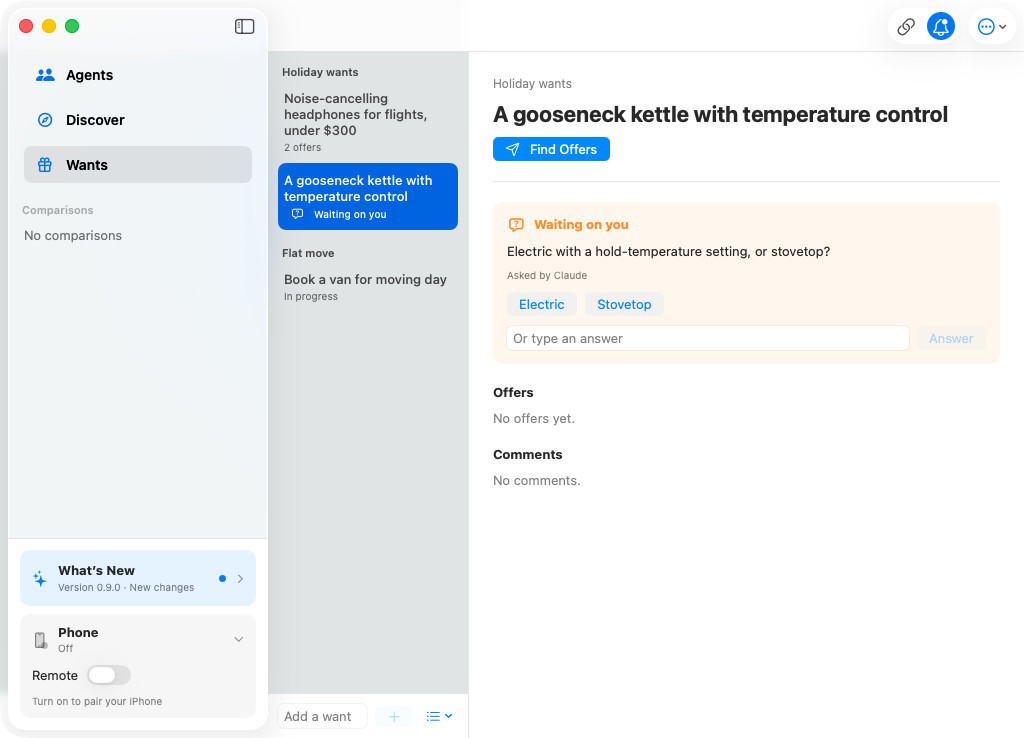 Agents
Discover
Wants
Comparisons
No comparisons
What's New
Version 0.9.0 · New changes
Phone
Off
Remote
Turn on to pair your iPhone
Holiday wants
Noise-cancelling
headphones for flights,
under $300
2 offers
A gooseneck kettle with
temperature control
Waiting on you
Flat move
Book a van for moving day
In progress
Add a want
Holiday wants
A gooseneck kettle with temperature control
Find Offers
Waiting on you
Electric with a hold-temperature setting, or stovetop?
Asked by Claude
Electric
Stovetop
Or type an answer
Answer
Offers
No offers yet.
Comments
No comments.